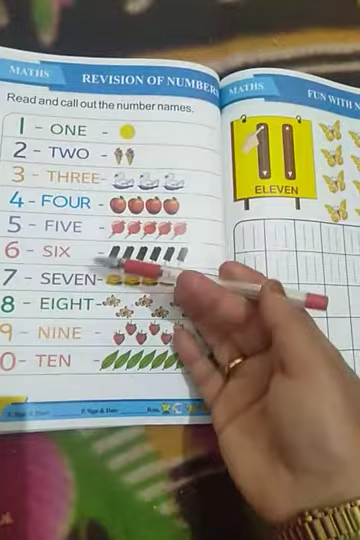 MATHS
REVISION OF NUMBER
Read and call out the number names.
1 - ONE
2 - TWO
3 - THREE-
4 - FOUR -
5 - FIVE -
6 - SIX
7 - SEVEN-
8 - EIGHT-
9 - NINE -
0 - TEN -
MATHS
FUN WITH N
11
ELEVEN